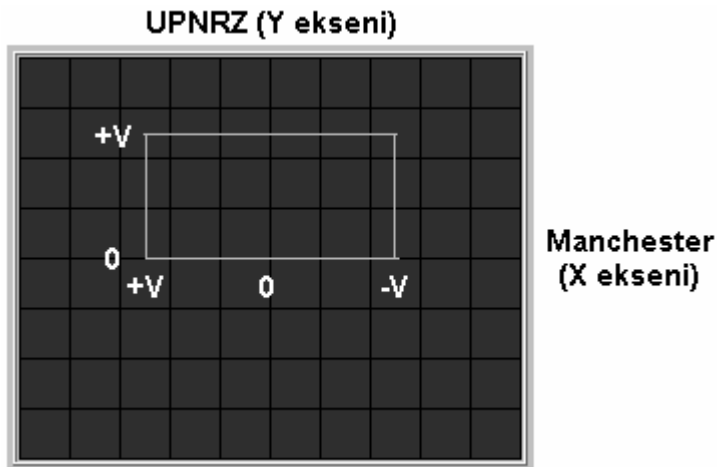 UPNRZ (Y ekseni)
+V
0
+V 0 -V
Manchester
(X ekseni)